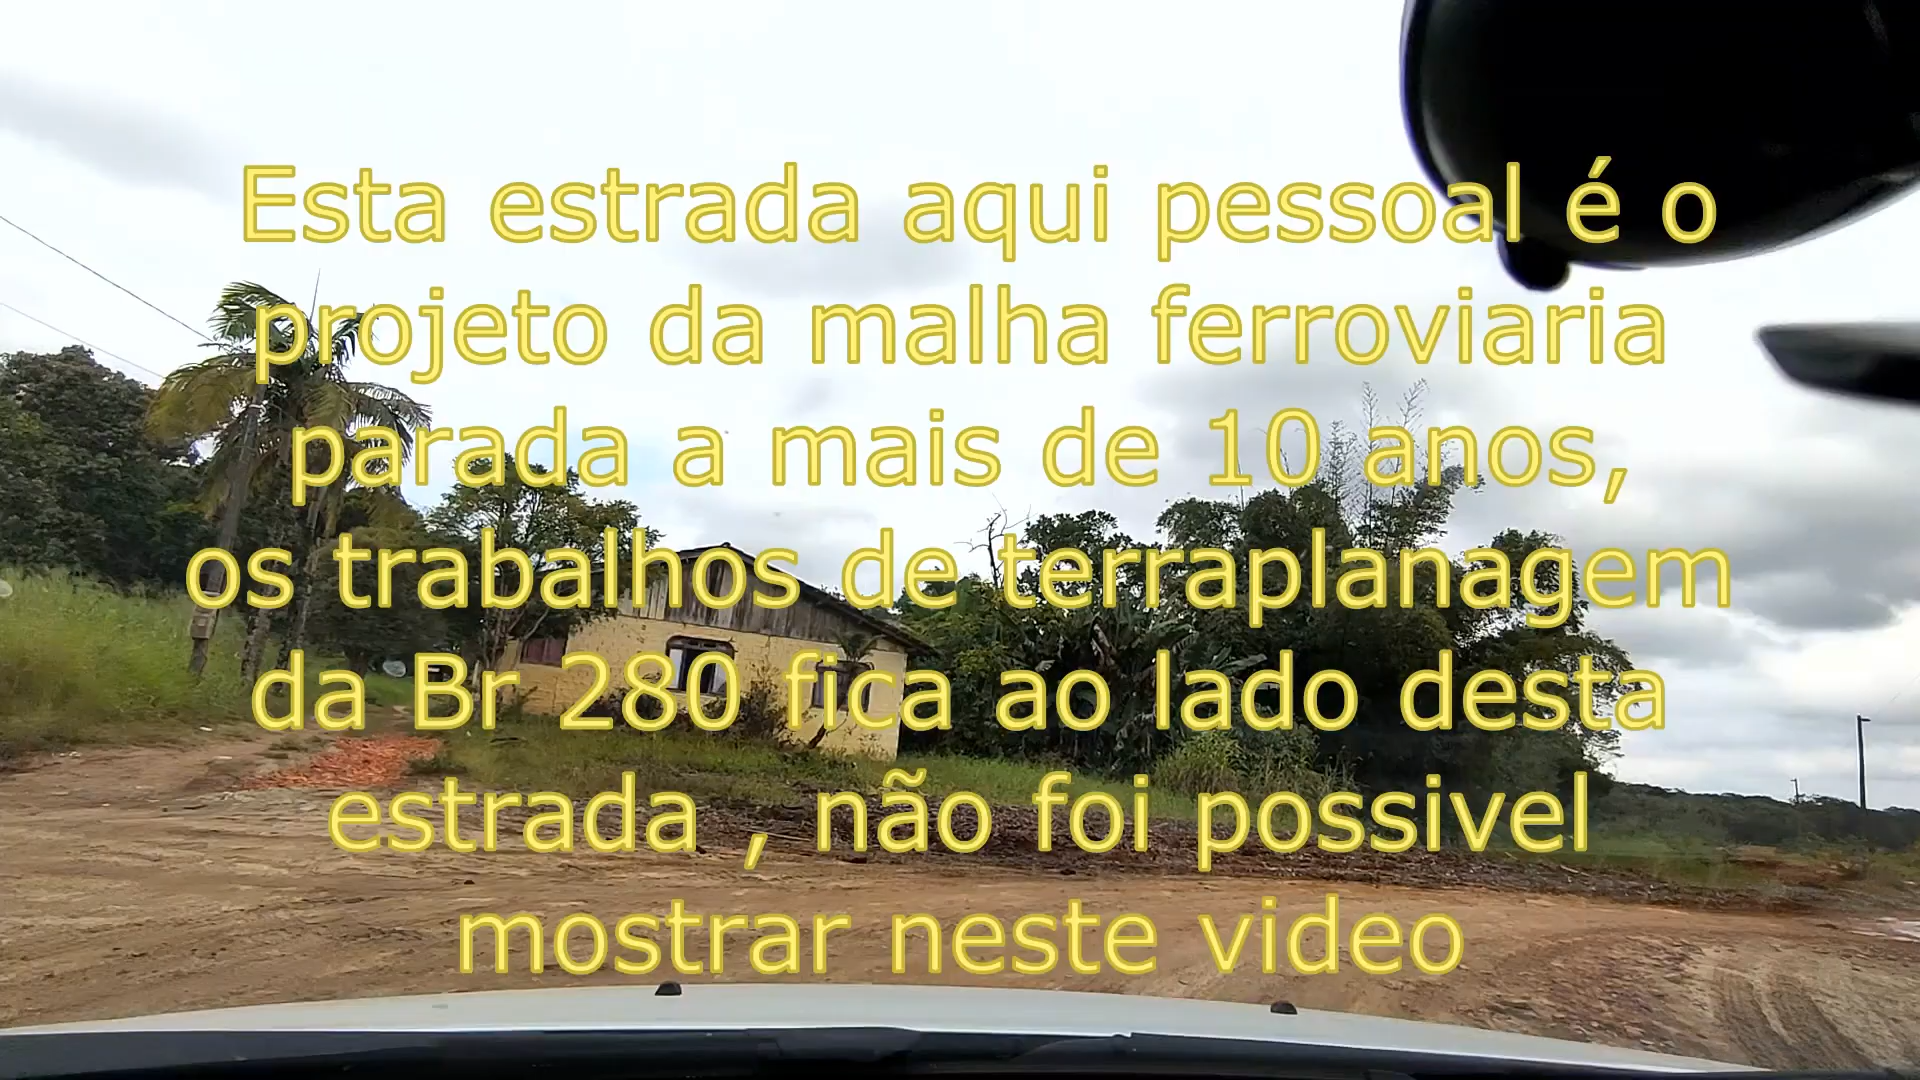 Esta estrada aqui pessoal é o
projeto da malha ferroviaria
parada a mais de 10 anos,
os trabalhos de terraplanagem
da Br 280 fica ao lado desta
estrada , não foi possivel
mostrar neste video